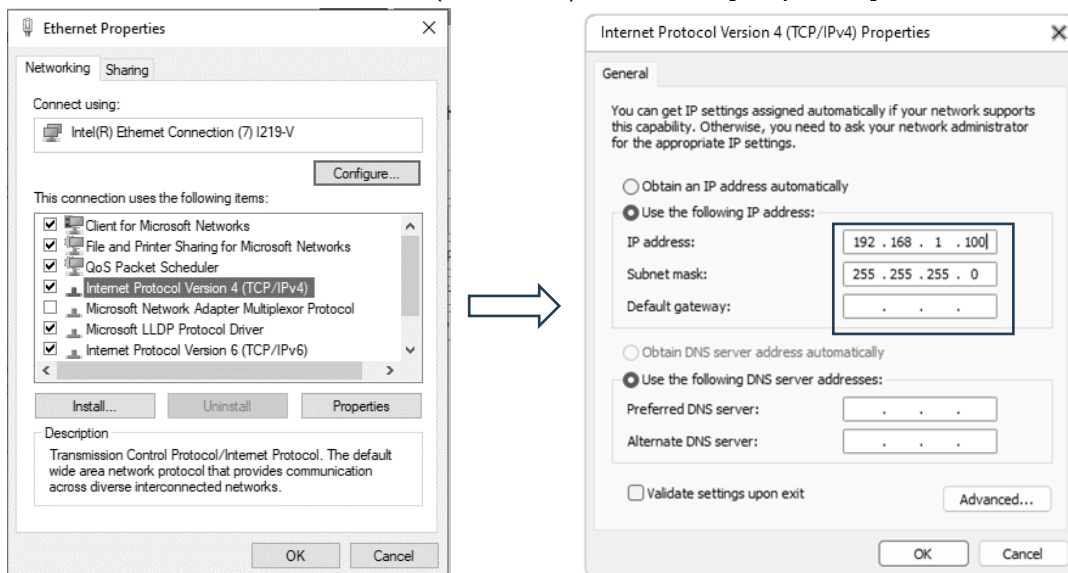 Ethernet Properties
Networking Sharing
Connect using:
Intel(R) Ethernet Connection (7) I219-V
Configure...
This connection uses the following items:
Client for Microsoft Networks
File and Printer Sharing for Microsoft Networks
QoS Packet Scheduler
Internet Protocol Version 4 (TCP/IPv4)
Microsoft Network Adapter Multiplexor Protocol
Microsoft LLDP Protocol Driver
Internet Protocol Version 6 (TCP/IPv6)
Install... Uninstall Properties
Description
Transmission Control Protocol/Internet Protocol. The default
wide area network protocol that provides communication
across diverse interconnected networks.
OK Cancel
Internet Protocol Version 4 (TCP/IPv4) Properties
General
You can get IP settings assigned automatically if your network supports
this capability. Otherwise, you need to ask your network administrator
for the appropriate IP settings.
Obtain an IP address automatically
Use the following IP address:
IP address: 192 . 168 . 1 . 100
Subnet mask: 255 . 255 . 255 . 0
Default gateway: . . .
Obtain DNS server address automatically
Use the following DNS server addresses:
Preferred DNS server: . . .
Alternate DNS server: . . .
Validate settings upon exit
Advanced...
OK Cancel